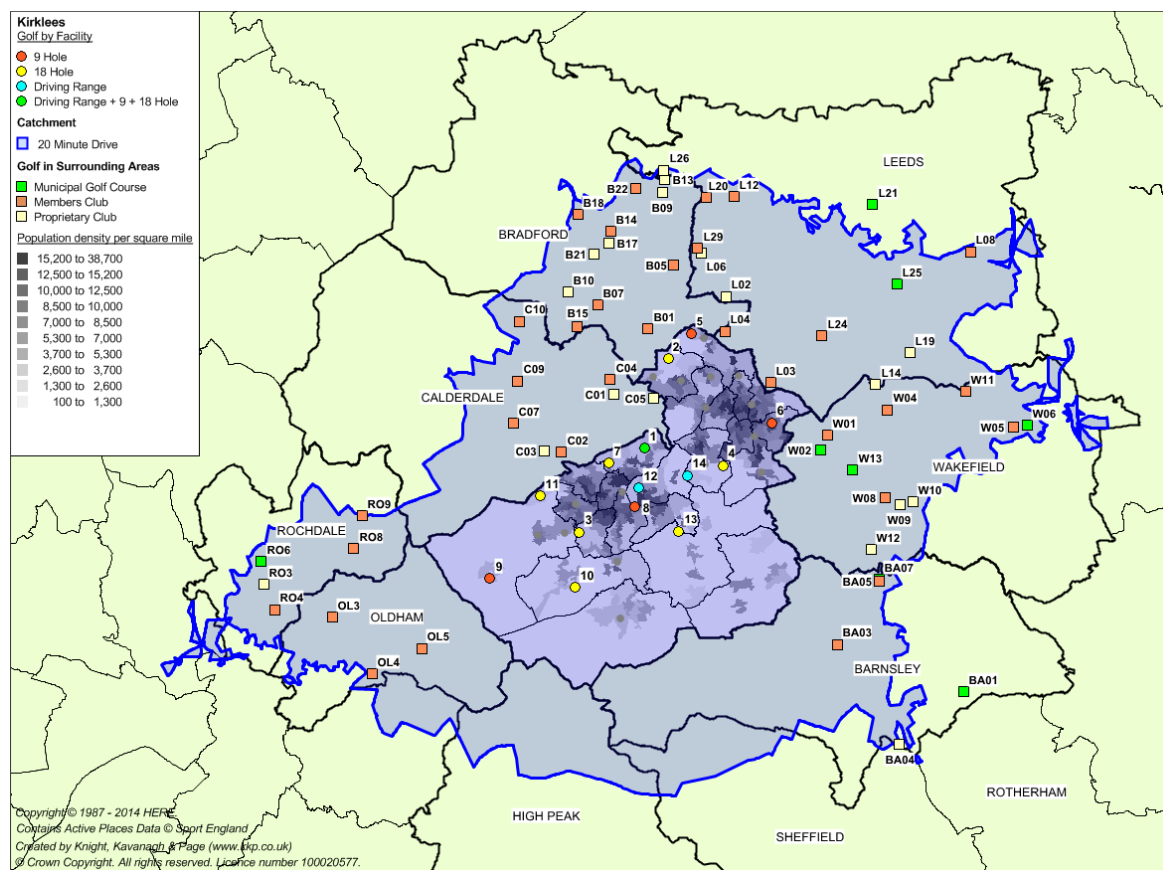 Kirklees
Golf by Facility
9 Hole
18 Hole
Driving Range
Driving Range + 9 + 18 Hole
Catchment
20 Minute Drive
Golf in Surrounding Areas
Municipal Golf Course
Members Club
Proprietary Club
Population density per square mile
15,200 to 38,700
12,500 to 15,200
10,000 to 12,500
8,500 to 10,000
7,000 to 8,500
5,300 to 7,000
3,700 to 5,300
2,600 to 3,700
1,300 to 2,600
100 to 1,300
L26
LEEDS
B13
B22
L20
L12
B09
L21
B18
B14
BRADFORD
B17
L29
L08
B21
B05
L06
L25
B10
L02
B07
C10
B15
B01
5
L04
L24
2
L19
C09
C04
L03
L14
W11
CALDERDALE
C01
C05
W04
6
C07
W01
W05
W06
1
C03
C02
W02
7
14
4
W13
WAKEFIELD
11
12
W08
W10
RO9
8
W09
ROCHDALE
3
13
RO8
W12
RO6
9
BA07
RO3
10
BA05
RO4
OL3
OLDHAM
OL5
BA03
OL4
BARNSLEY
BA01
BA04
ROTHERHAM
HIGH PEAK
SHEFFIELD
Copyright © 1987 - 2014 HERE
Contains Active Places Data © Sport England
Created by Knight, Kavanagh & Page (www.kkp.co.uk)
© Crown Copyright. All rights reserved. Licence number 100020577.